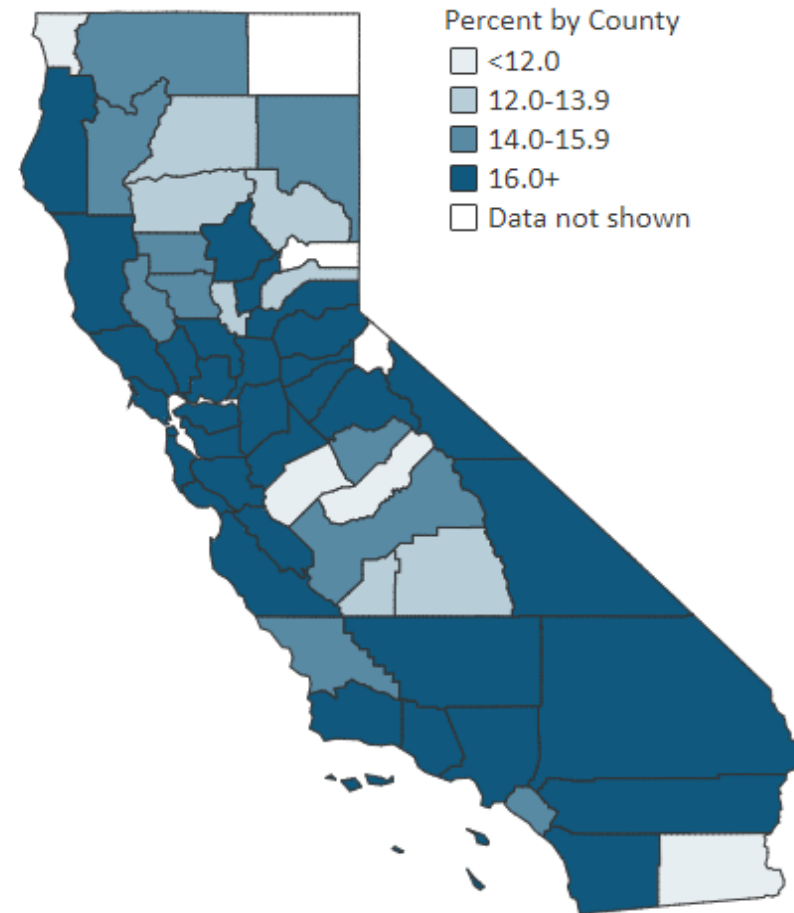 Percent by County
<12.0
12.0-13.9
14.0-15.9
16.0+
Data not shown